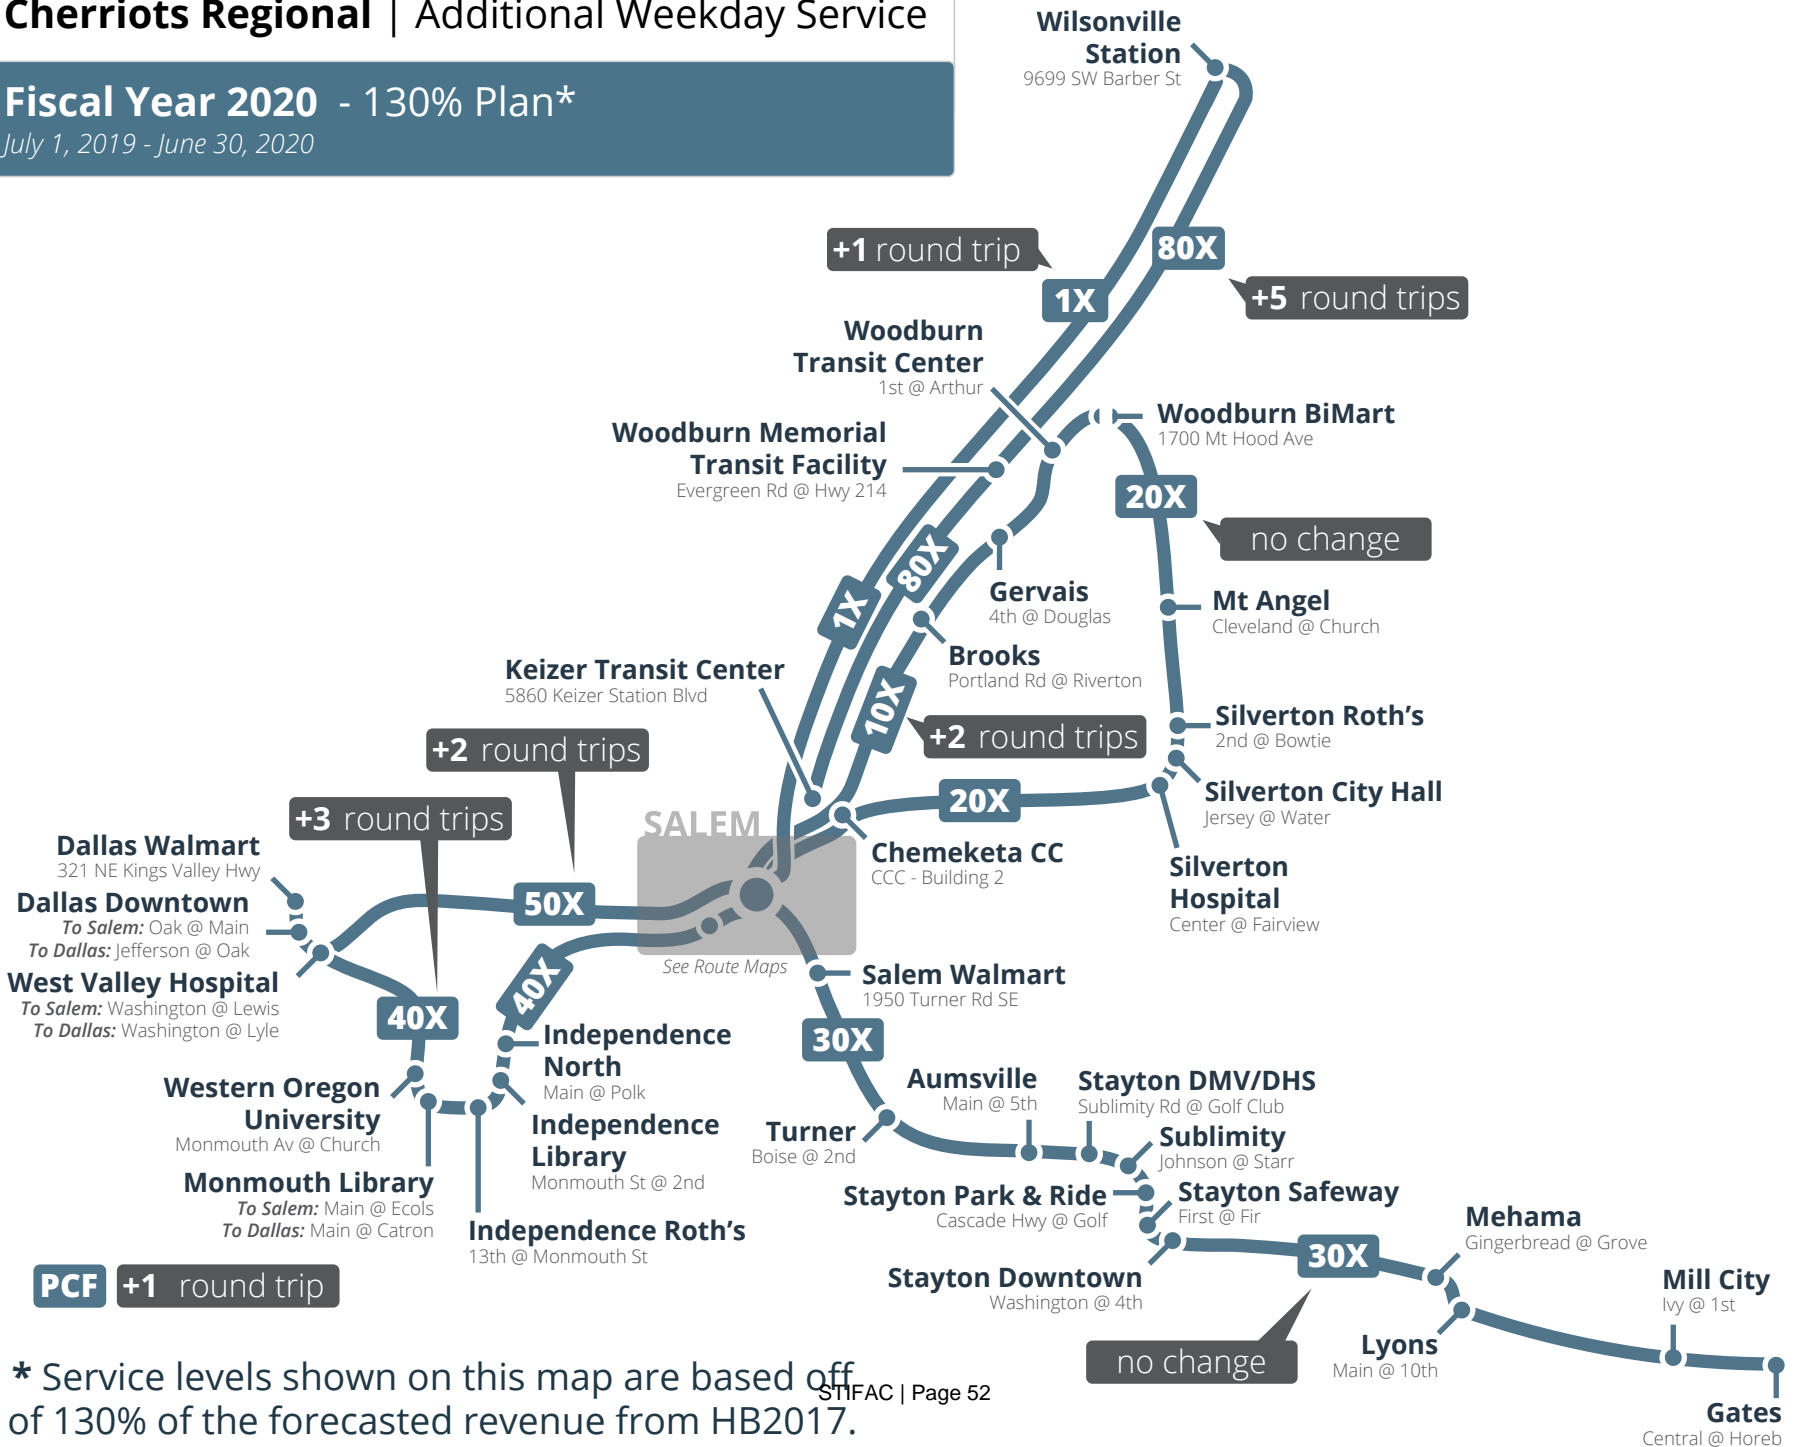 Cherriots Regional | Additional Weekday Service
Fiscal Year 2020 - 130% Plan*
July 1, 2019 - June 30, 2020
Wilsonville
Station
9699 SW Barber St
+1 round trip
80X
1X
+5 round trips
Woodburn
Transit Center
1st @ Arthur
Woodburn BiMart
1700 Mt Hood Ave
Woodburn Memorial
Transit Facility
Evergreen Rd @ Hwy 214
20X
no change
80X
1X
Gervais
4th @ Douglas
Mt Angel
Cleveland @ Church
Brooks
Portland Rd @ Riverton
Keizer Transit Center
5860 Keizer Station Blvd
10X
+2 round trips
Silverton Roth's
2nd @ Bowtie
+2 round trips
Silverton City Hall
Jersey @ Water
20X
+3 round trips
SALEM
Chemeketa CC
CCC - Building 2
Silverton
Hospital
Center @ Fairview
Dallas Walmart
321 NE Kings Valley Hwy
Dallas Downtown
To Salem: Oak @ Main
To Dallas: Jefferson @ Oak
50X
West Valley Hospital
To Salem: Washington @ Lewis
To Dallas: Washington @ Lyle
See Route Maps
40X
40X
Salem Walmart
1950 Turner Rd SE
30X
Independence
North
Main @ Polk
Western Oregon
University
Monmouth Av @ Church
Independence
Library
Monmouth St @ 2nd
Monmouth Library
To Salem: Main @ Ecols
To Dallas: Main @ Catron
Independence Roth's
13th @ Monmouth St
Turner
Boise @ 2nd
Aumsville
Main @ 5th
Stayton DMV/DHS
Sublimity Rd @ Golf Club
Sublimity
Johnson @ Starr
Stayton Park & Ride
Cascade Hwy @ Golf
Stayton Safeway
First @ Fir
Stayton Downtown
Washington @ 4th
30X
no change
Mehama
Gingerbread @ Grove
Lyons
Main @ 10th
Mill City
Ivy @ 1st
Gates
Central @ Horeb
PCF +1 round trip
* Service levels shown on this map are based off
of 130% of the forecasted revenue from HB2017.
STIFAC | Page 52